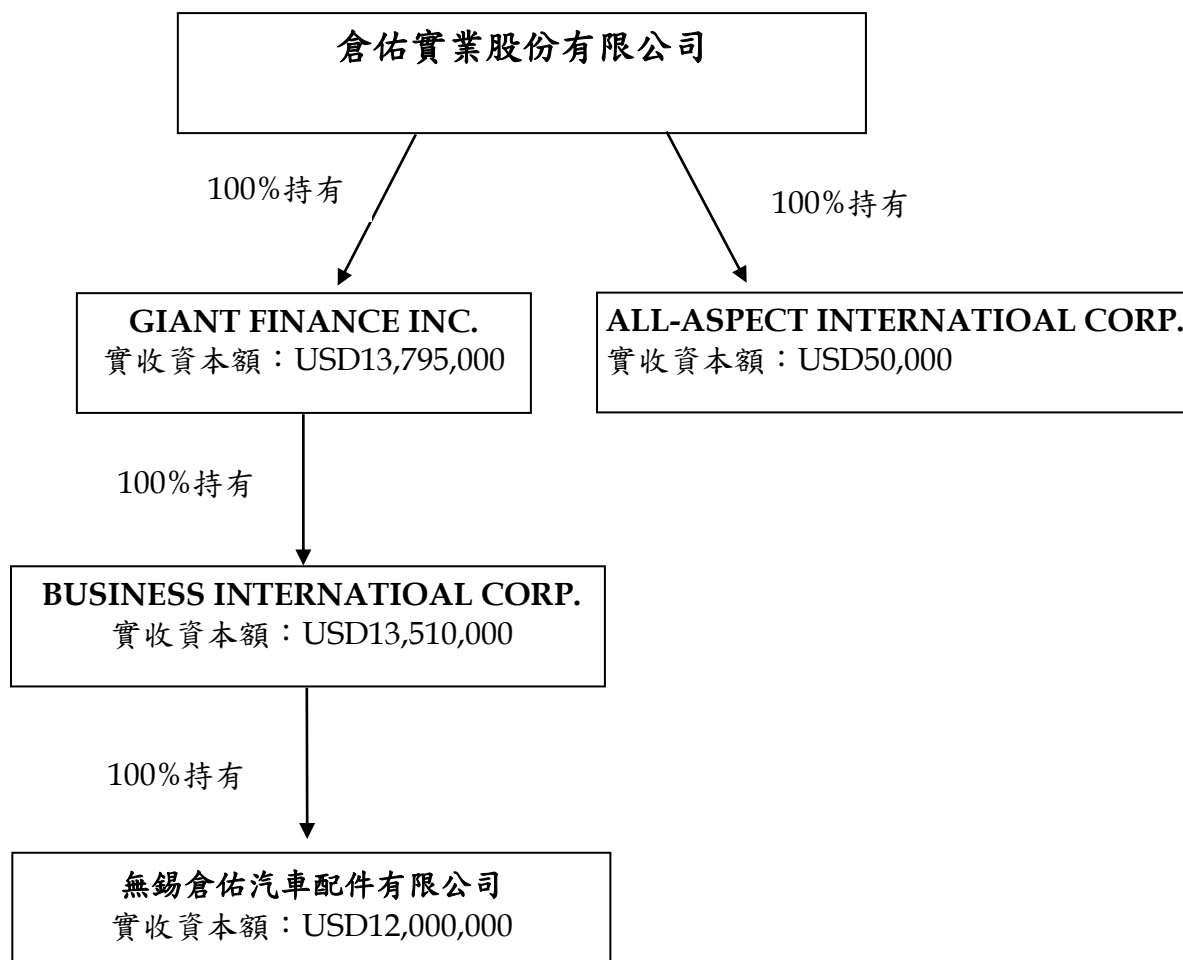 倉佑實業股份有限公司
100%持有
100%持有
GIANT FINANCE INC.
實收資本額：USD13,795,000
ALL-ASPECT INTERNATIOAL CORP.
實收資本額：USD50,000
100%持有
BUSINESS INTERNATIOAL CORP.
實收資本額：USD13,510,000
100%持有
無錫倉佑汽車配件有限公司
實收資本額：USD12,000,000